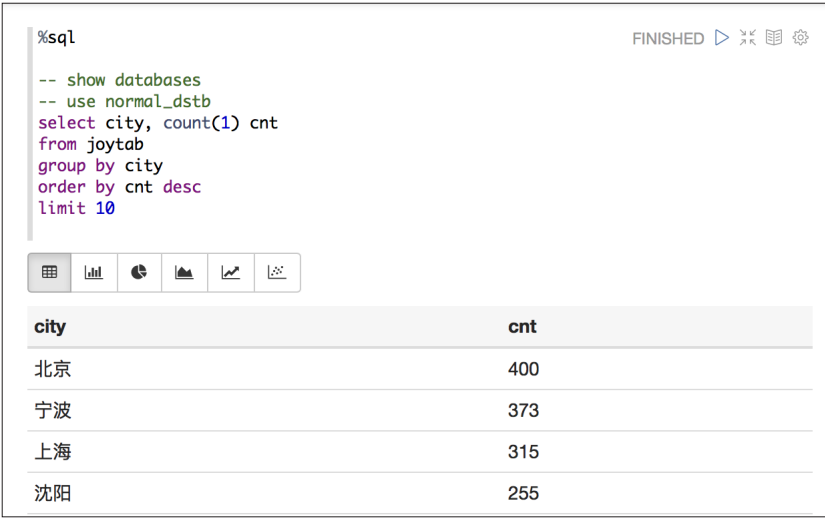 %sql
FINISHED
-- show databases
-- use normal_dstb
select city, count(1) cnt
from joytab
group by city
order by cnt desc
limit 10
city cnt
北京 400
宁波 373
上海 315
沈阳 255